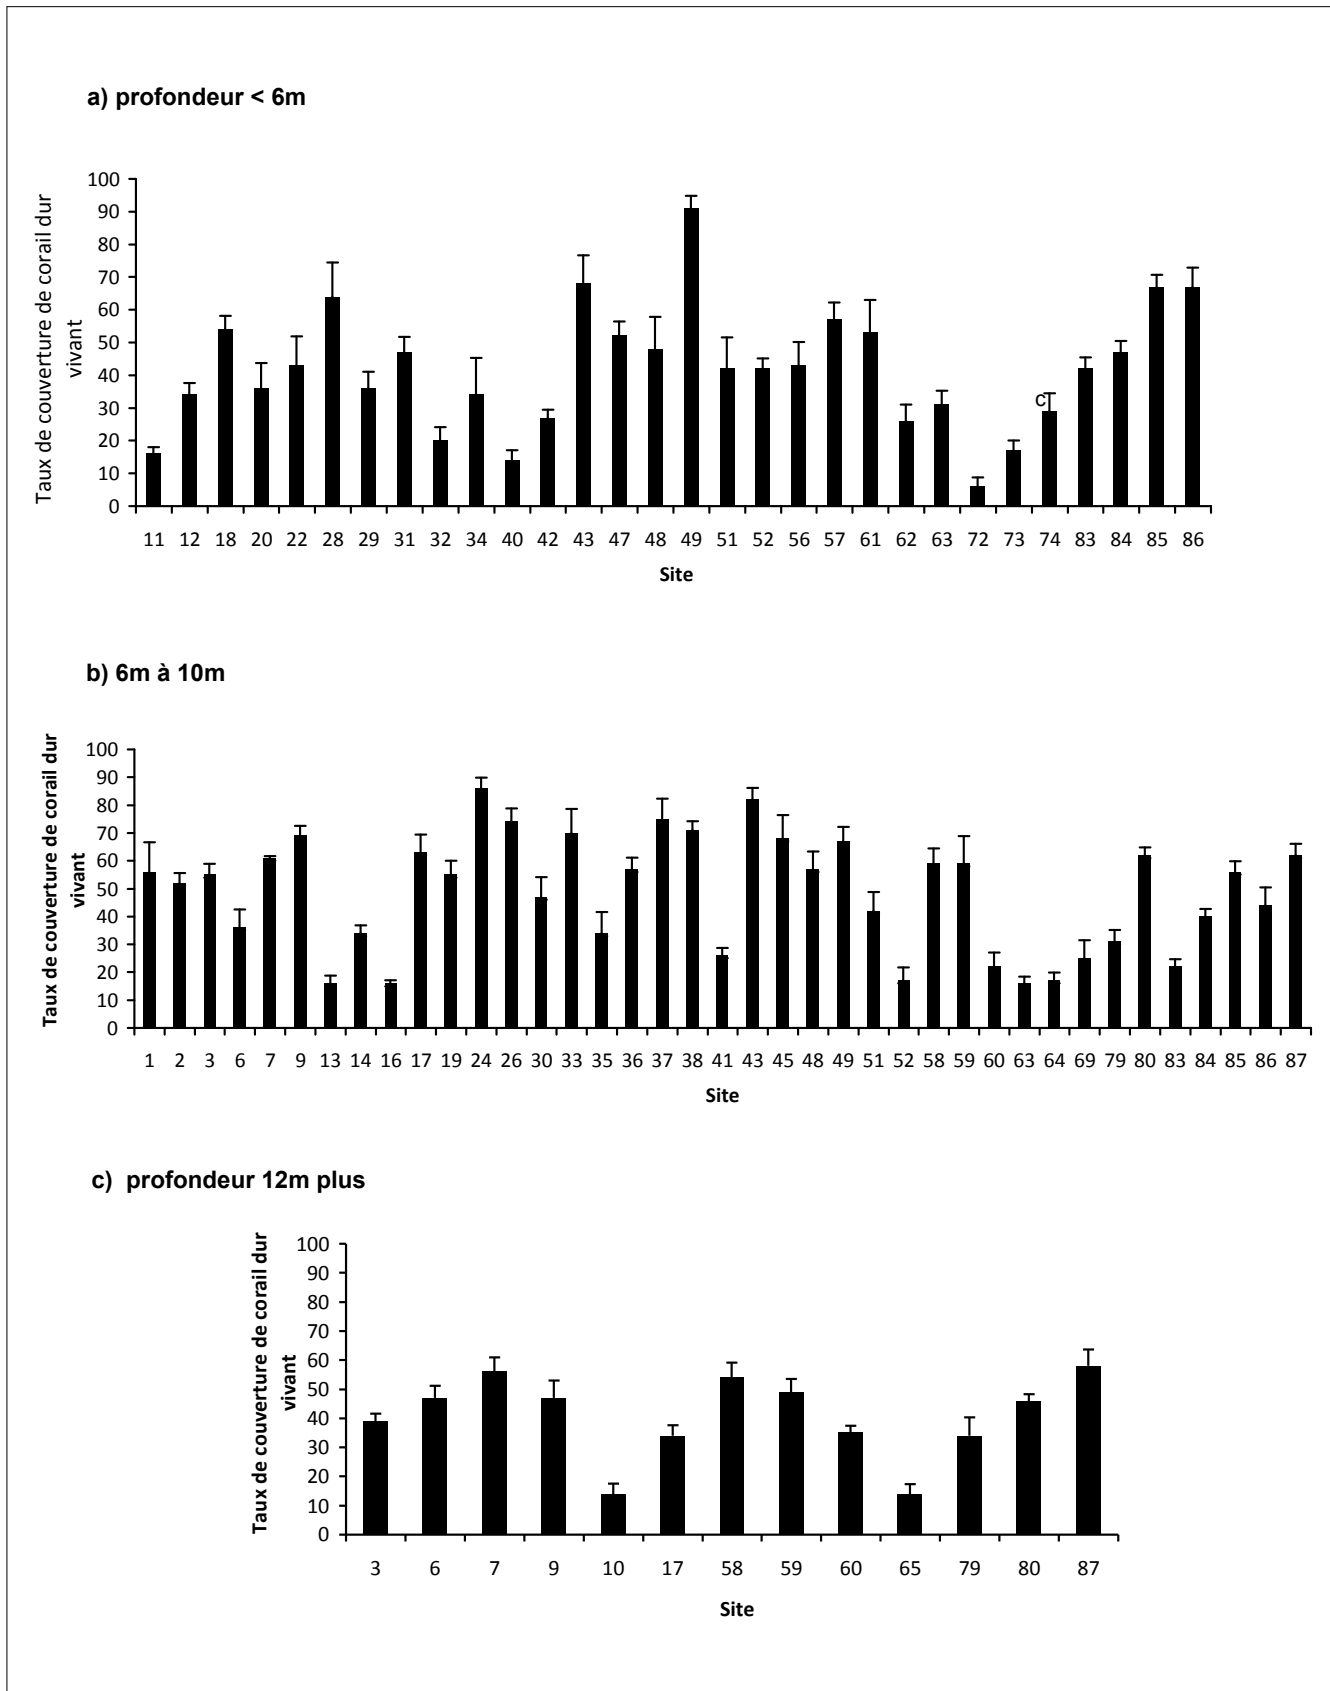 a) profondeur < 6m
Taux de couverture de corail dur
vivant
100
90
80
70
60
50
40
30
20
10
0
c
11 12 18 20 22 28 29 31 32 34 40 42 43 47 48 49 51 52 56 57 61 62 63 72 73 74 83 84 85 86
Site
b) 6m à 10m
Taux de couverture de corail dur
vivant
100
90
80
70
60
50
40
30
20
10
0
1 2 3 6 7 9 13 14 16 17 19 24 26 30 33 35 36 37 38 41 43 45 48 49 51 52 58 59 60 63 64 69 79 80 83 84 85 86 87
Site
c) profondeur 12m plus
Taux de couverture de corail dur
vivant
100
90
80
70
60
50
40
30
20
10
0
3 6 7 9 10 17 58 59 60 65 79 80 87
Site